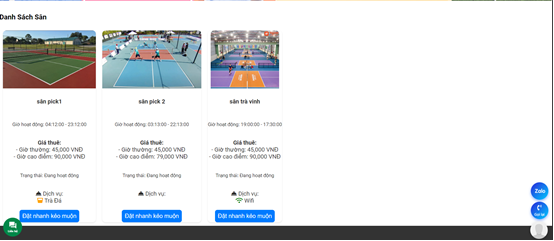 Danh Sách Sân
sân pick1
Giờ hoạt động: 04:12:00 - 23:12:00
Giá thuê:
- Giờ thường: 45,000 VNĐ
- Giờ cao điểm: 90,000 VNĐ
Trạng thái: Đang hoạt động
Dịch vụ:
Trà Đá
Đặt nhanh kẻo muộn
sân pick 2
Giờ hoạt động: 03:13:00 - 22:13:00
Giá thuê:
- Giờ thường: 45,000 VNĐ
- Giờ cao điểm: 79,000 VNĐ
Trạng thái: Đang hoạt động
Dịch vụ:
Đặt nhanh kẻo muộn
sân trà vinh
Giờ hoạt động: 19:00:00 - 17:30:00
Giá thuê:
- Giờ thường: 45,000 VNĐ
- Giờ cao điểm: 90,000 VNĐ
Trạng thái: Đang hoạt động
Dịch vụ:
Wifi
Đặt nhanh kẻo muộn
Zalo